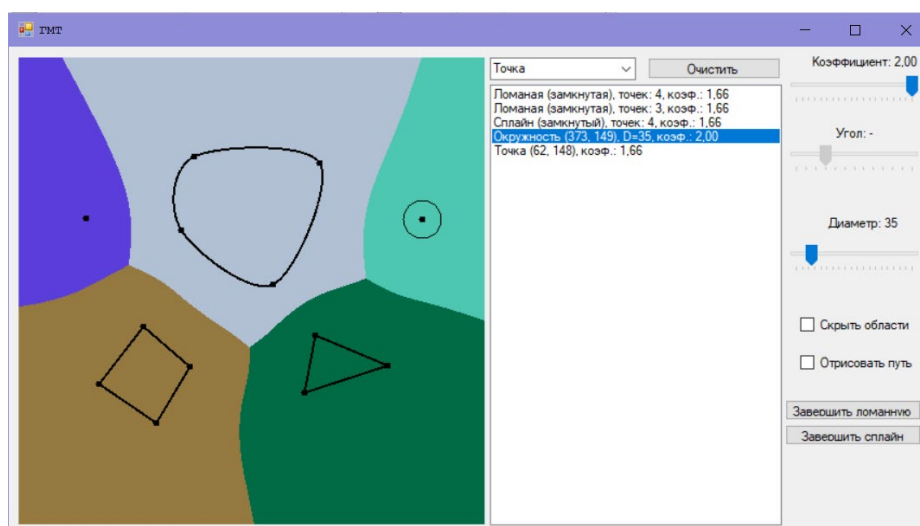 ГМТ
Точка
Очистить
Коэффициент: 2,00
Ломаная (замкнутая), точек: 4, коэф.: 1,66
Ломаная (замкнутая), точек: 3, коэф.: 1,66
Сплайн (замкнутый), точек: 4, коэф.: 1,66
Окружность (373, 149), D=35, коэф.: 2,00
Точка (62, 148), коэф.: 1,66
Угол: -
Диаметр: 35
Скрыть области
Отрисовать путь
Завершить ломанную
Завершить сплайн